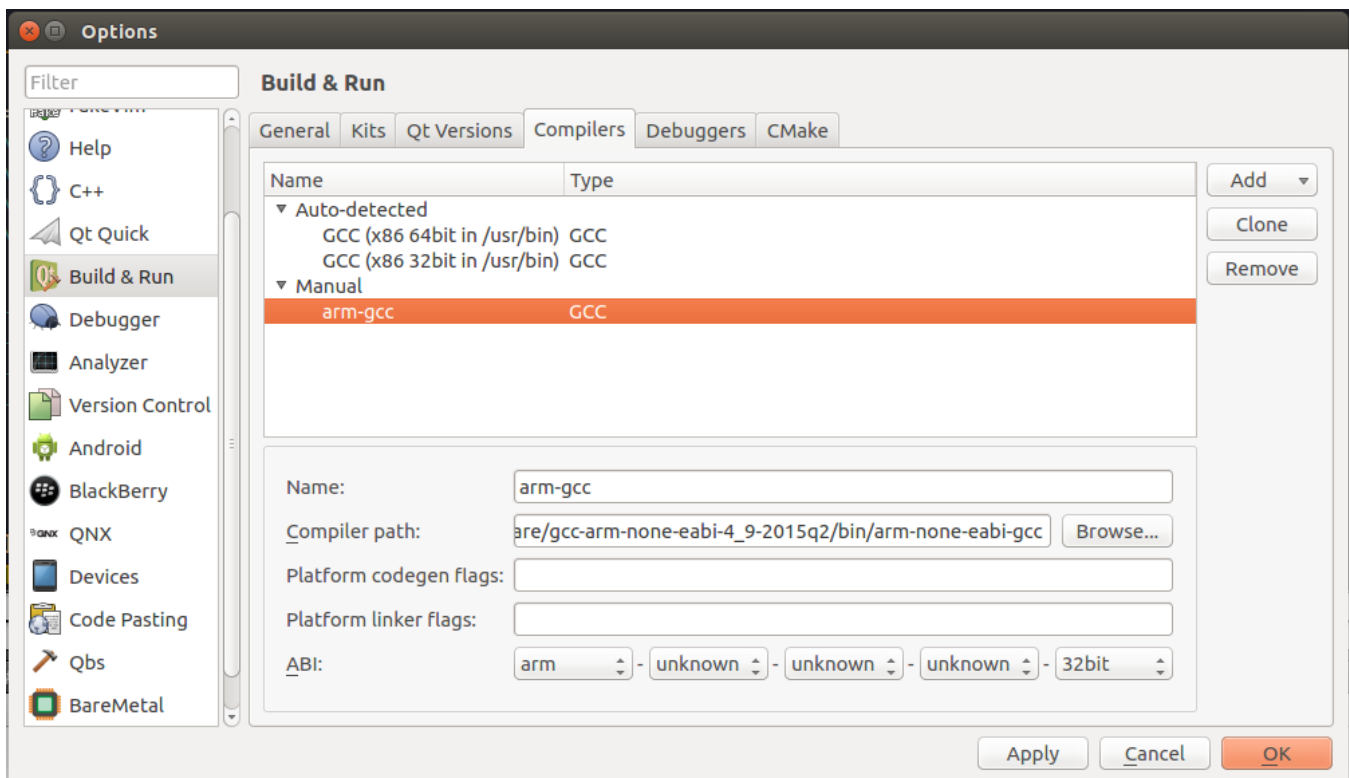 Options
Filter
Help
C++
Qt Quick
Build & Run
Debugger
Analyzer
Version Control
Android
BlackBerry
QNX
Devices
Code Pasting
Qbs
BareMetal
Build & Run
General Kits Qt Versions Compilers Debuggers CMake
Name Type
Auto-detected
GCC (x86 64bit in /usr/bin) GCC
GCC (x86 32bit in /usr/bin) GCC
Manual
arm-gcc GCC
Add
Clone
Remove
Name: arm-gcc
Compiler path: are/gcc-arm-none-eabi-4_9-2015q2/bin/arm-none-eabi-gcc Browse...
Platform codegen flags:
Platform linker flags:
ABI: arm - unknown - unknown - unknown - 32bit
Apply Cancel OK